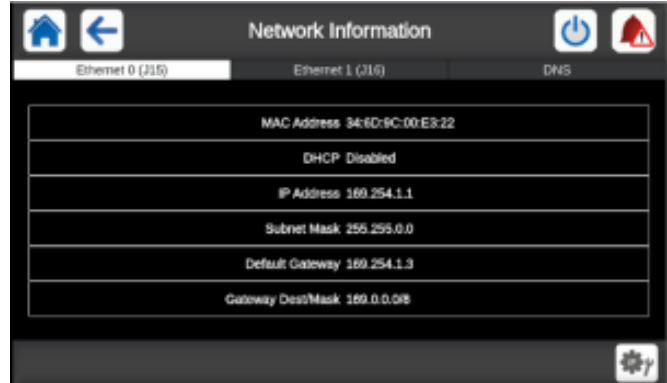 Network Information
Ethernet 0 (J15) Ethernet 1 (J16) DNS
MAC Address 34:6D:9C:00:E3:22
DHCP Disabled
IP Address 169.254.1.1
Subnet Mask 255.255.0.0
Default Gateway 169.254.1.3
Gateway Dest/Mask 169.0.0.0/8